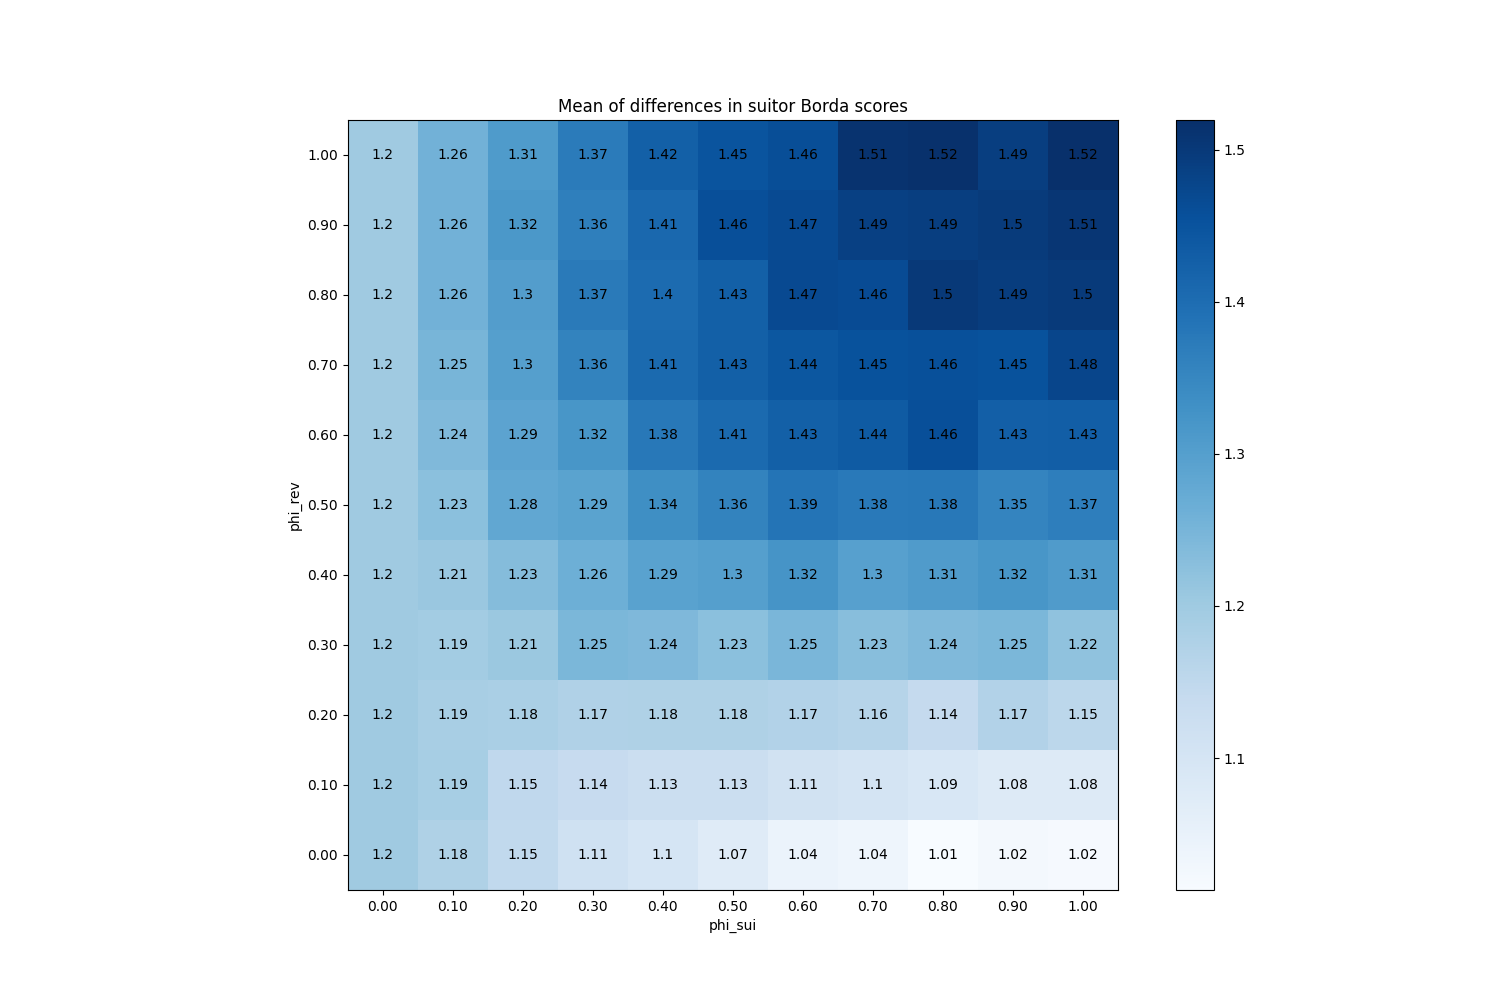 Mean of differences in suitor Borda scores
1.00 1.2 1.26 1.31 1.37 1.42 1.45 1.46 1.51 1.52 1.49 1.52
0.90 1.2 1.26 1.32 1.36 1.41 1.46 1.47 1.49 1.49 1.5 1.51
0.80 1.2 1.26 1.3 1.37 1.4 1.43 1.47 1.46 1.5 1.49 1.5
0.70 1.2 1.25 1.3 1.36 1.41 1.43 1.44 1.45 1.46 1.45 1.48
0.60 1.2 1.24 1.29 1.32 1.38 1.41 1.43 1.44 1.46 1.43 1.43
0.50 1.2 1.23 1.28 1.29 1.34 1.36 1.39 1.38 1.38 1.35 1.37
0.40 1.2 1.21 1.23 1.26 1.29 1.3 1.32 1.3 1.31 1.32 1.31
0.30 1.2 1.19 1.21 1.25 1.24 1.23 1.25 1.23 1.24 1.25 1.22
0.20 1.2 1.19 1.18 1.17 1.18 1.18 1.17 1.16 1.14 1.17 1.15
0.10 1.2 1.19 1.15 1.14 1.13 1.13 1.11 1.1 1.09 1.08 1.08
0.00 1.2 1.18 1.15 1.11 1.1 1.07 1.04 1.04 1.01 1.02 1.02
0.00 0.10 0.20 0.30 0.40 0.50 0.60 0.70 0.80 0.90 1.00
phi_sui
phi_rev
1.5
1.4
1.3
1.2
1.1